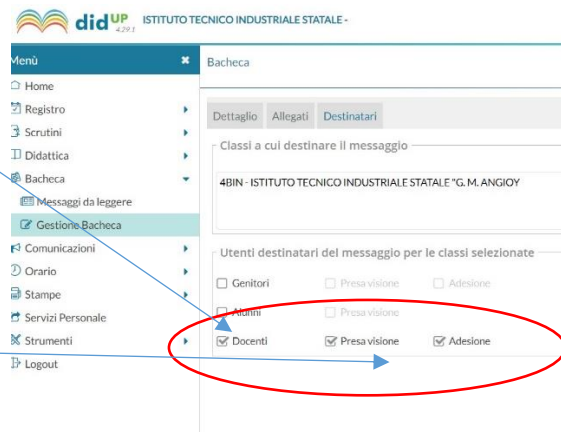 didUP ISTITUTO TECNICO INDUSTRIALE STATALE -
4.29.1
Menù
Bacheca
Home
Registro
Scrutini
Didattica
Bacheca
Messaggi da leggere
Gestione Bacheca
Comunicazioni
Orario
Stampe
Servizi Personale
Strumenti
Logout
Dettaglio Allegati Destinatari
Classi a cui destinare il messaggio
4BIN - ISTITUTO TECNICO INDUSTRIALE STATALE "G. M. ANGIOY
Utenti destinatari del messaggio per le classi selezionate
Genitori Presa visione Adesione
Alunni Presa visione
Docenti Presa visione Adesione